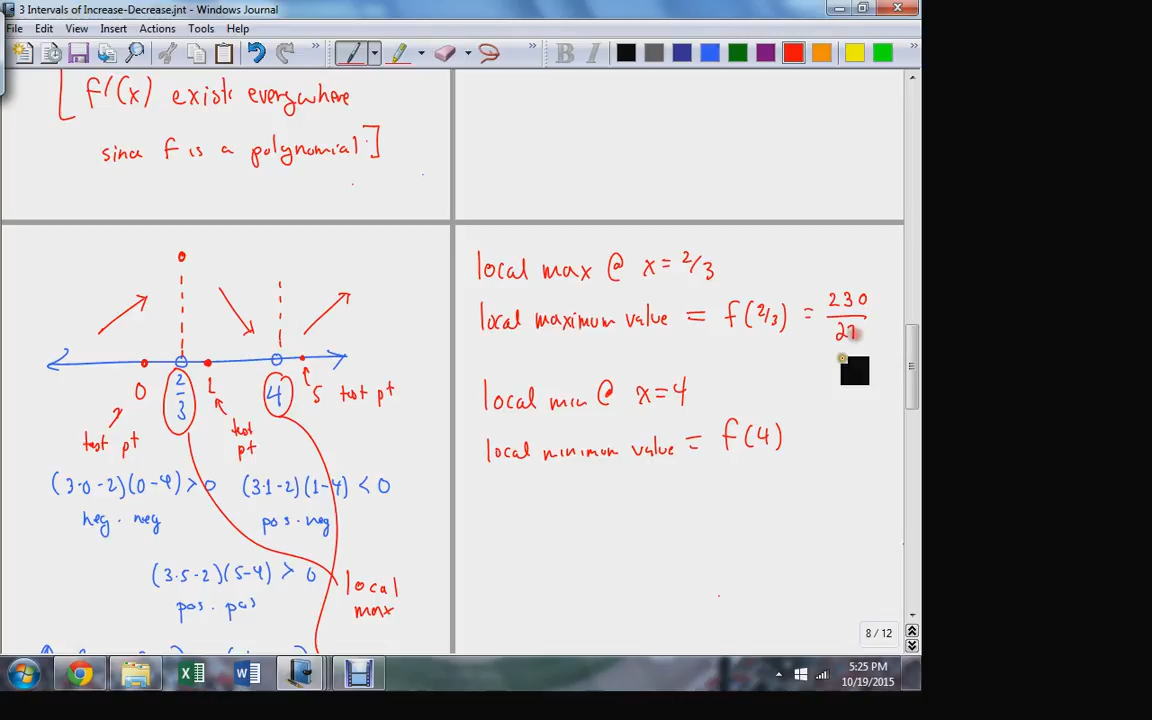 3 Intervals of Increase-Decrease.jnt - Windows Journal
File Edit View Insert Actions Tools Help
B I
f'(x) exists everywhere
since f is a polynomial.]
local max @ x = 2/3
local maximum value = f(2/3) = 230/27
local min @ x=4
local minimum value = f(4)
0 2/3 1 4 5 test pt
test pt
test pt
(3·0-2)(0-4)>0 (3·1-2)(1-4)<0
neg · neg pos · neg
(3·5-2)(5-4) > 0
pos · pos
local
max
8 / 12
5:25 PM
10/19/2015